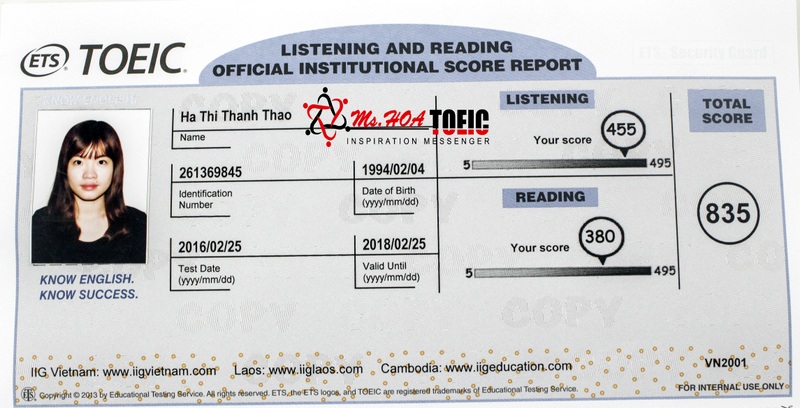 ETS TOEIC
LISTENING AND READING
OFFICIAL INSTITUTIONAL SCORE REPORT
ETS Security Guard
KNOW ENGLISH.
COPY
Ha Thi Thanh Thao
Name
Ms.HOA TOEIC
INSPIRATION MESSENGER
261369845
Identification
Number
1994/02/04
Date of Birth
(yyyy/mm/dd)
2016/02/25
Test Date
(yyyy/mm/dd)
2018/02/25
Valid Until
(yyyy/mm/dd)
KNOW ENGLISH.
KNOW SUCCESS.
LISTENING
Your score
455
5
495
READING
Your score
380
5
495
TOTAL
SCORE
835
COPY
COPY
COPY
COPY
IIG Vietnam: www.iigvietnam.com Laos: www.iiglaos.com Cambodia: www.iigeducation.com
VN2001
ETS Copyright © 2013 by Educational Testing Service. All rights reserved. ETS, the ETS logos, and TOEIC are registered trademarks of Educational Testing Service.
FOR INTERNAL USE ONLY